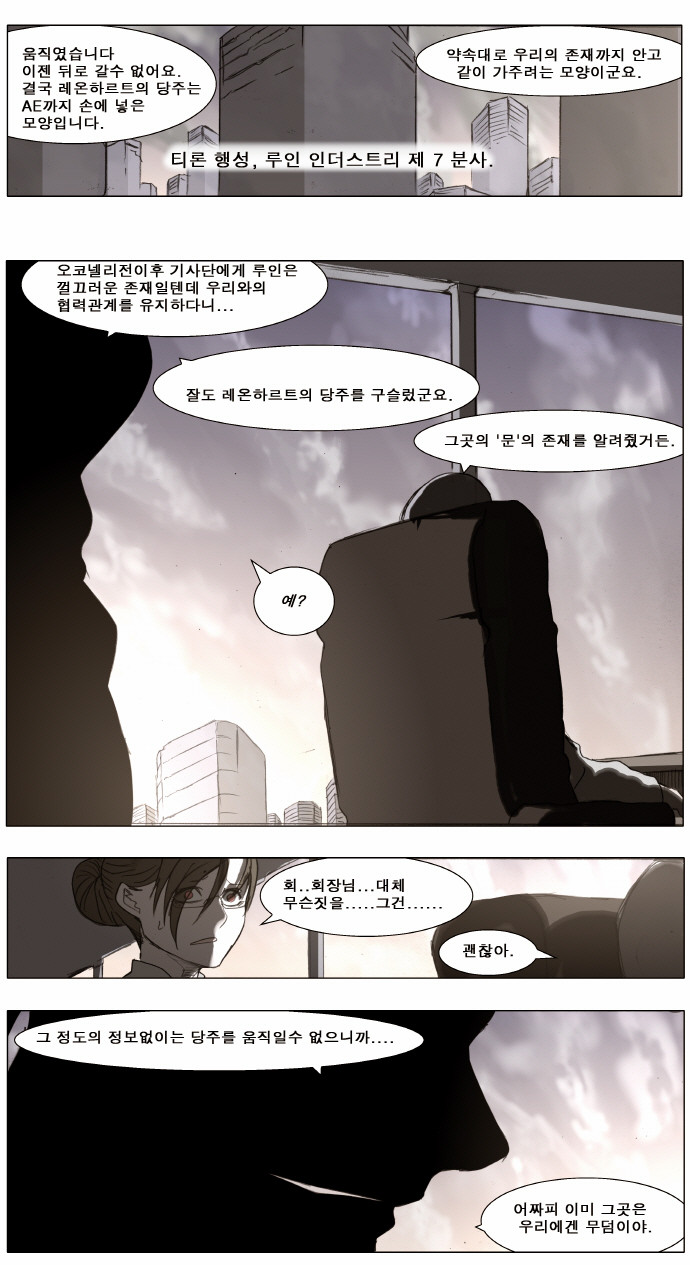 움직였습니다
이젠 뒤로 갈수 없어요.
결국 레온하르트의 당주는
AE까지 손에 넣은
모양입니다.
약속대로 우리의 존재까지 안고
같이 가주려는 모양이군요.
티론 행성, 루인 인더스트리 제 7 분사.
오코넬리전이후 기사단에게 루인은
껄끄러운 존재일텐데 우리와의
협력관계를 유지하다니...
잘도 레온하르트의 당주를 구슬렀군요.
그곳의 '문'의 존재를 알려줬거든.
예?
회..회장님...대체
무슨짓을.....그건......
괜찮아.
그 정도의 정보없이는 당주를 움직일수 없으니까....
어짜피 이미 그곳은
우리에겐 무덤이야.